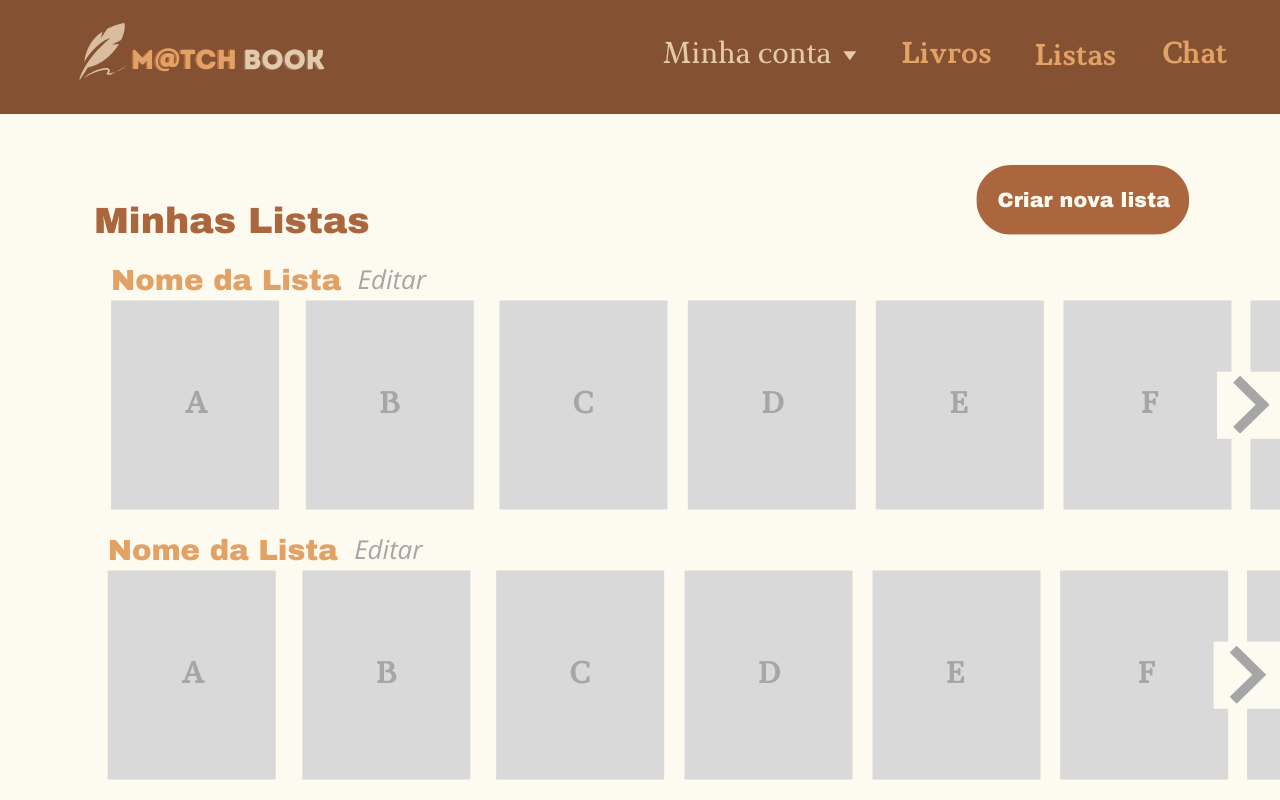 M@TCH BOOK
Minha conta
Livros
Listas
Chat
Criar nova lista
Minhas Listas
Nome da Lista Editar
A B C D E F
Nome da Lista Editar
A B C D E F